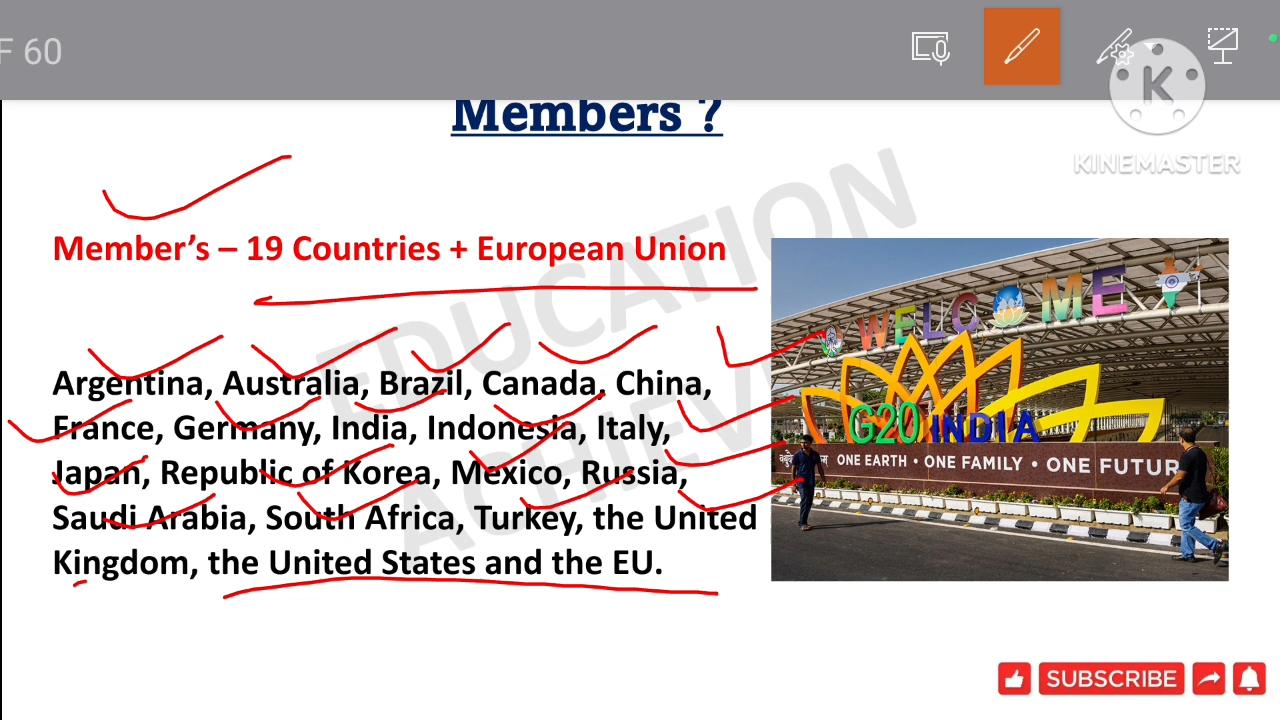 F 60
K
KINEMASTER
Members ?
EDUCATION
Member's – 19 Countries + European Union
Argentina, Australia, Brazil, Canada, China,
France, Germany, India, Indonesia, Italy,
Japan, Republic of Korea, Mexico, Russia,
Saudi Arabia, South Africa, Turkey, the United
Kingdom, the United States and the EU.
WELCOME
G20 INDIA
ONE EARTH • ONE FAMILY • ONE FUTUR
SUBSCRIBE